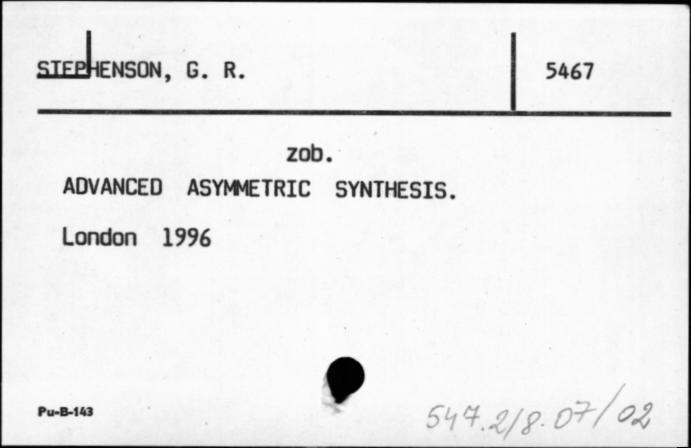 STEPHENSON, G. R. 5467
zob.
ADVANCED ASYMMETRIC SYNTHESIS.
London 1996
Pu-B-143
547.2/8.07/02